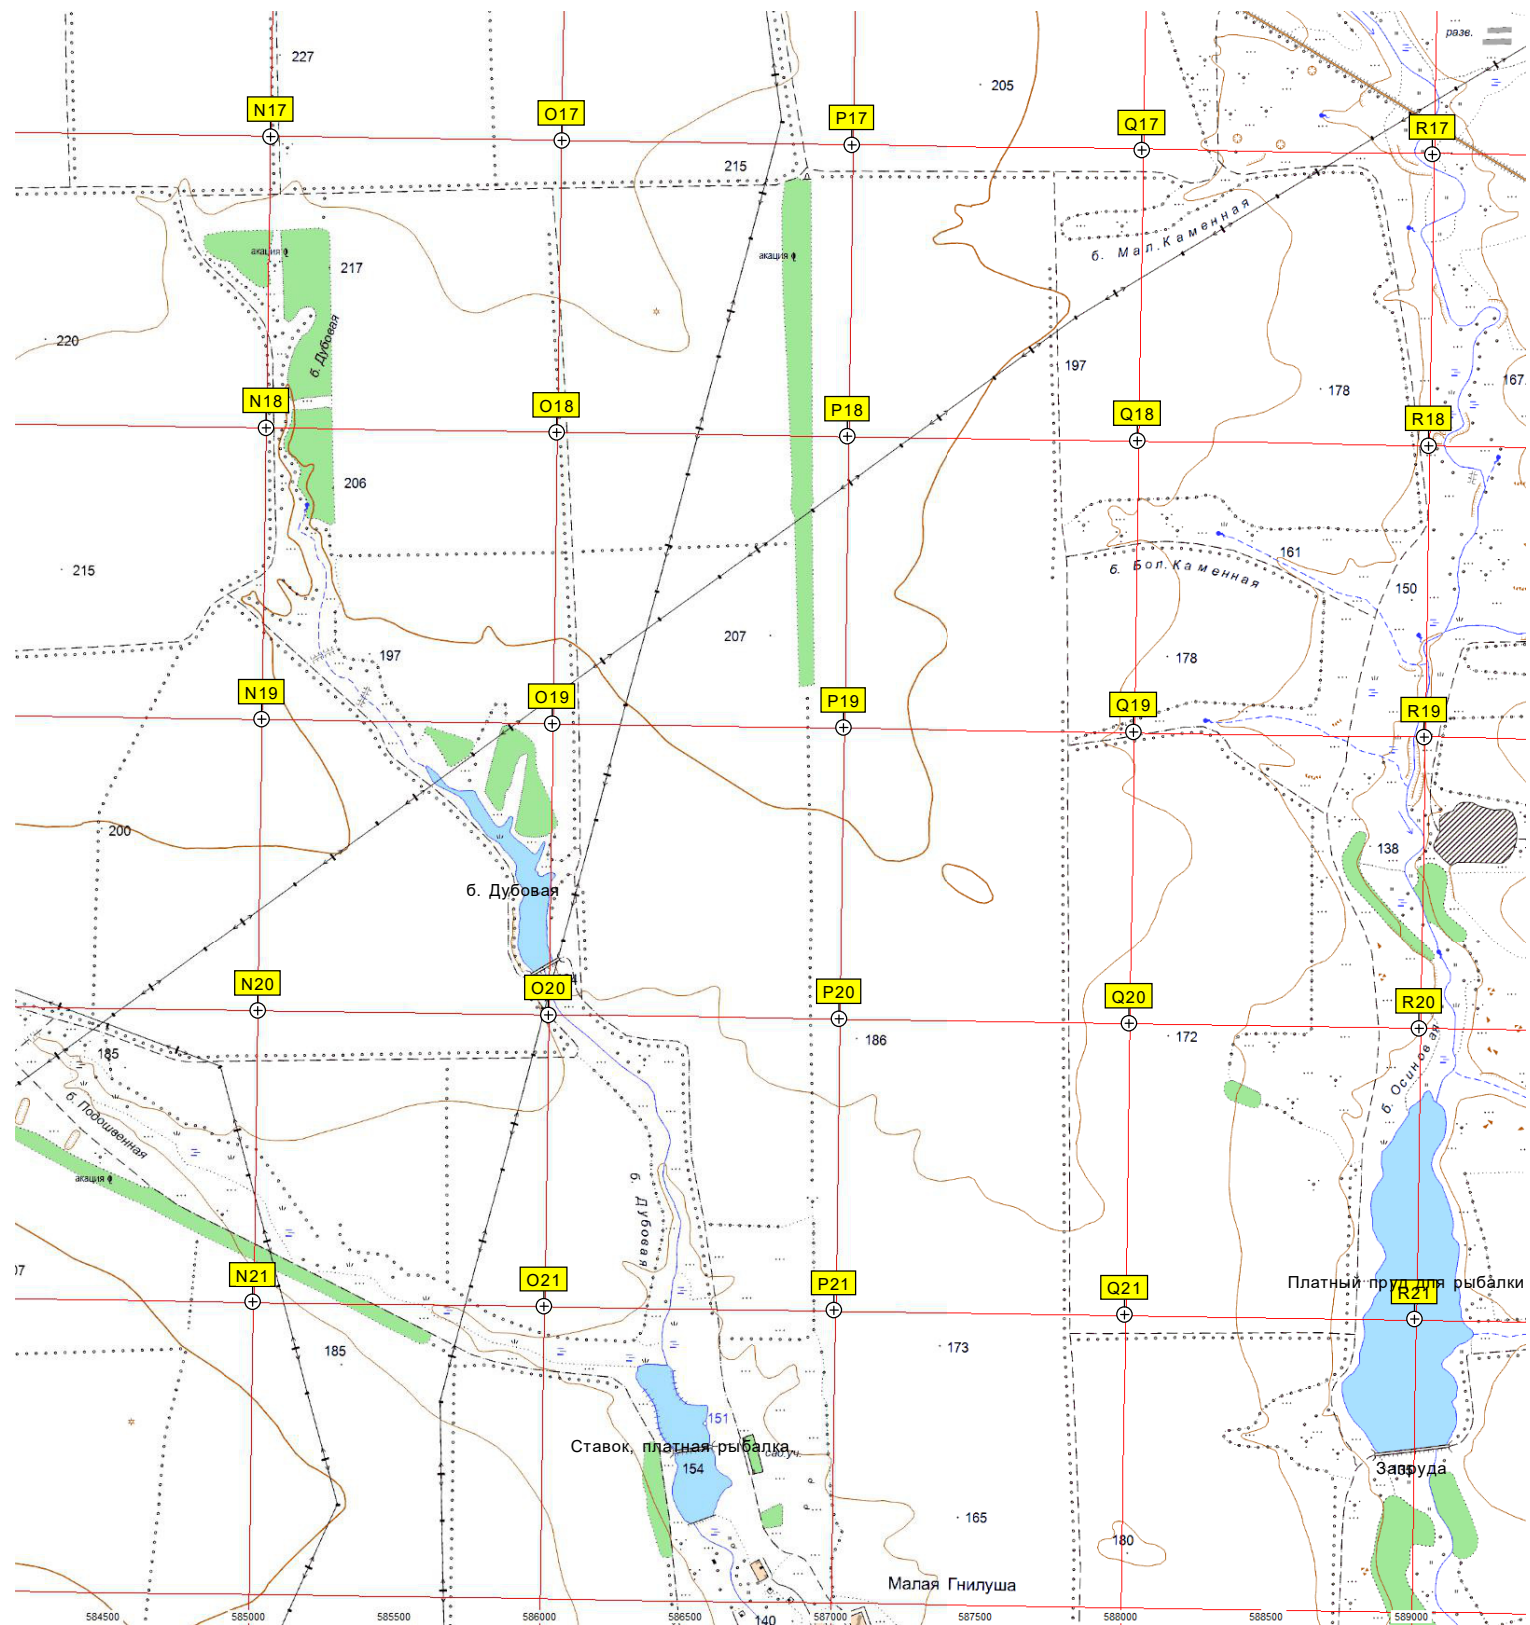 разв.
227
205
N17
O17
P17
Q17
R17
215
б. Мал. Каменная
акация
акация
217
220
б. Дубовая
197
178
167
N18
O18
P18
Q18
R18
206
161
215
б. Бол. Каменная
150
207
197
178
N19
O19
P19
Q19
R19
200
138
б. Дубовая
N20
O20
P20
Q20
R20
185
186
172
б. Осиновая
б. Подошвенная
акация
б. Дубовая
07
N21
O21
P21
Q21
Платный пруд для рыбалки
R21
185
173
151
Ставок, платная рыбалка
сад.уч.
154
Запруда
165
180
Малая Гнилуша
140
584500
585000
585500
586000
586500
587000
587500
588000
588500
589000